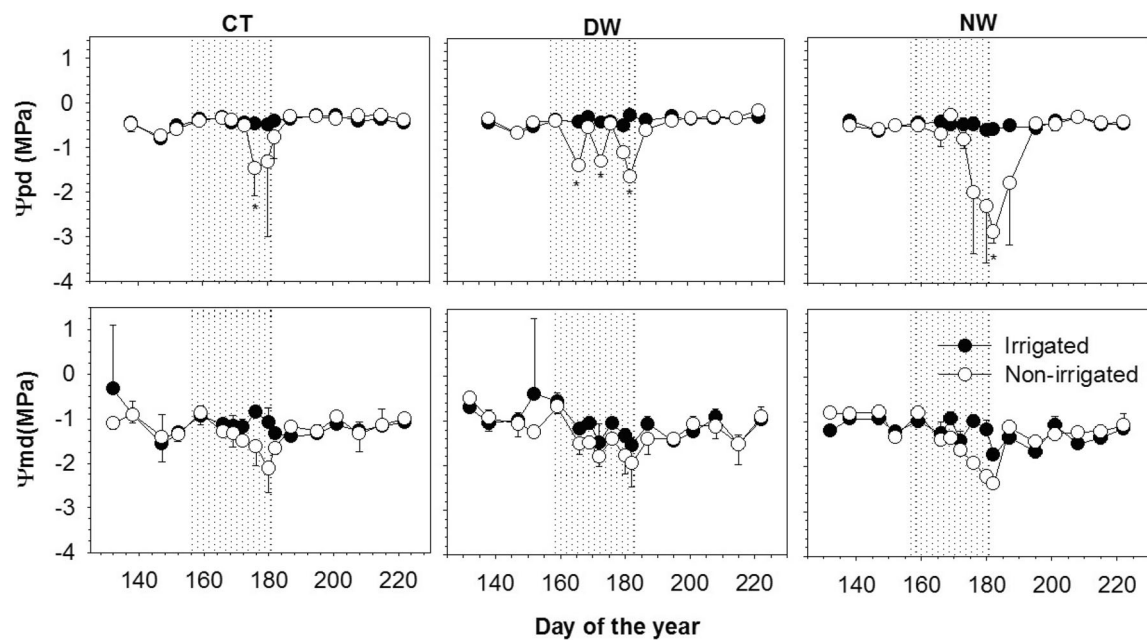 CT DW NW
1
0
-1
-2
-3
-4
Ψpd (MPa)
* * * * *
1
0
-1
-2
-3
-4
Ψmd(MPa)
Irrigated
Non-irrigated
140 160 180 200 220 140 160 180 200 220 140 160 180 200 220
Day of the year